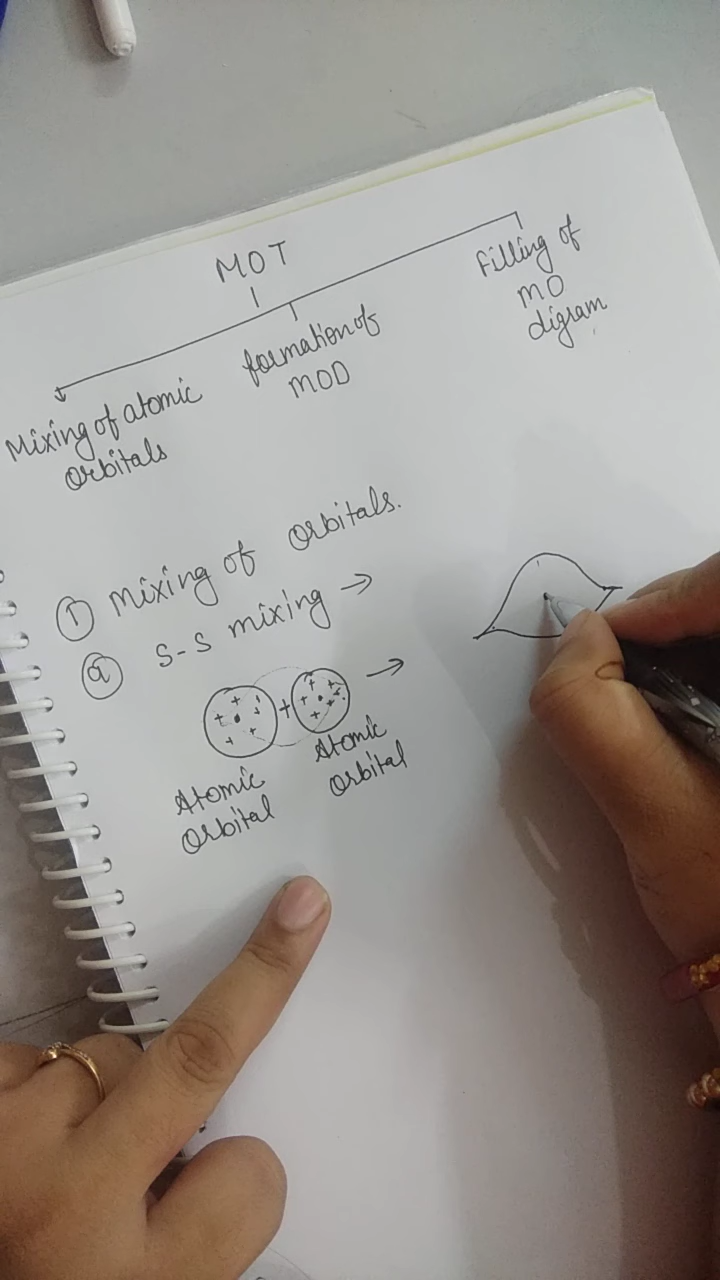 MOT
Mixing of atomic
orbitals
formation of
MOD
Filling of
MO
digram
① Mixing of orbitals.
ⓐ S-S mixing →
+ →
Atomic
orbital
Atomic
orbital